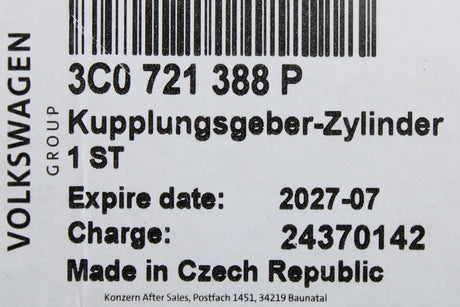 VOLKSWAGEN
GROUP
3C0 721 388 P
Kupplungsgeber-Zylinder
1 ST
Expire date: 2027-07
Charge: 24370142
Made in Czech Republic
Konzern After Sales, Postfach 1451, 34219 Baunatal